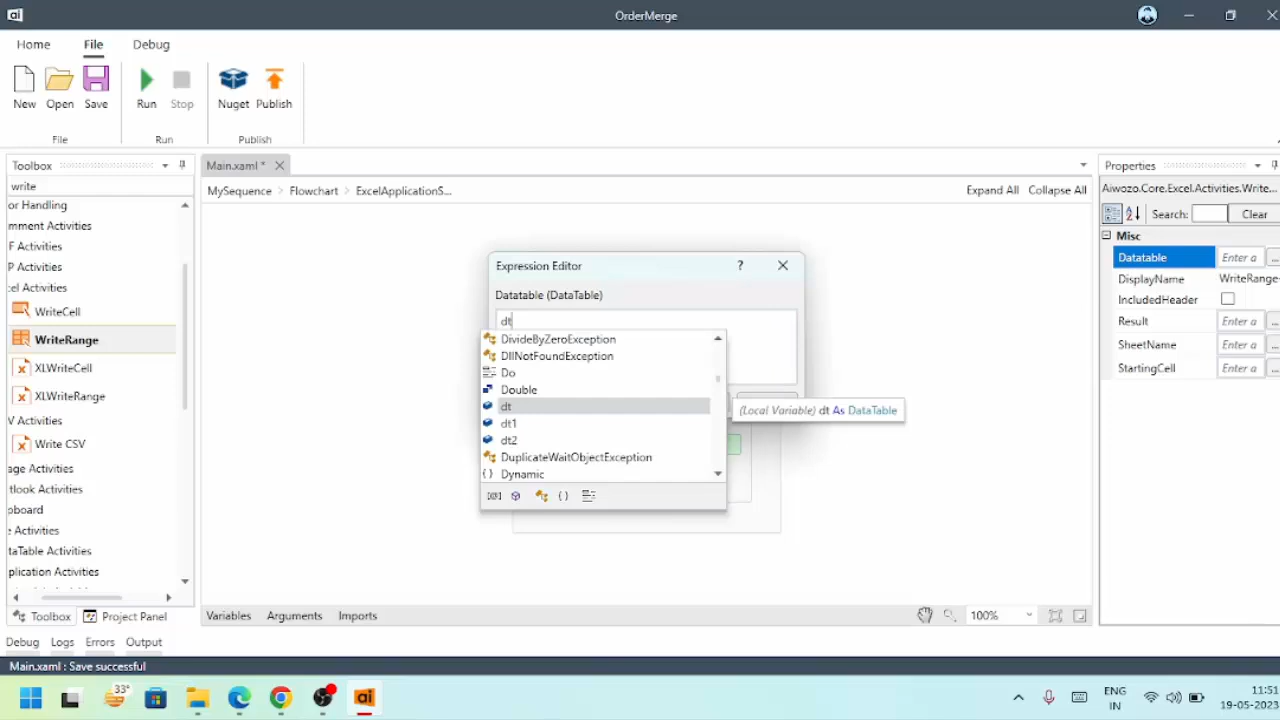 ai
OrderMerge
Home
File
Debug
New
Open
Save
Run
Stop
Nuget
Publish
File
Run
Publish
Toolbox
write
or Handling
mment Activities
F Activities
P Activities
cel Activities
WriteCell
WriteRange
XLWriteCell
XLWriteRange
V Activities
Write CSV
age Activities
tlook Activities
pboard
e Activities
taTable Activities
plication Activities
Toolbox
Project Panel
Main.xaml *
MySequence > Flowchart > ExcelApplicationS...
Expand All
Collapse All
Expression Editor
?
Datatable (DataTable)
dt
DivideByZeroException
DllNotFoundException
Do
Double
dt
dt1
dt2
DuplicateWaitObjectException
{} Dynamic
{}
(Local Variable) dt As DataTable
Variables
Arguments
Imports
100%
Properties
Aiwozo.Core.Excel.Activities.Write...
Search:
Clear
Misc
Datatable
Enter a
...
DisplayName
WriteRange
IncludedHeader
Result
Enter a
...
SheetName
Enter a
...
StartingCell
Enter a
...
Debug
Logs
Errors
Output
Main.xaml : Save successful
33°
ai
ENG
IN
11:51
19-05-2023